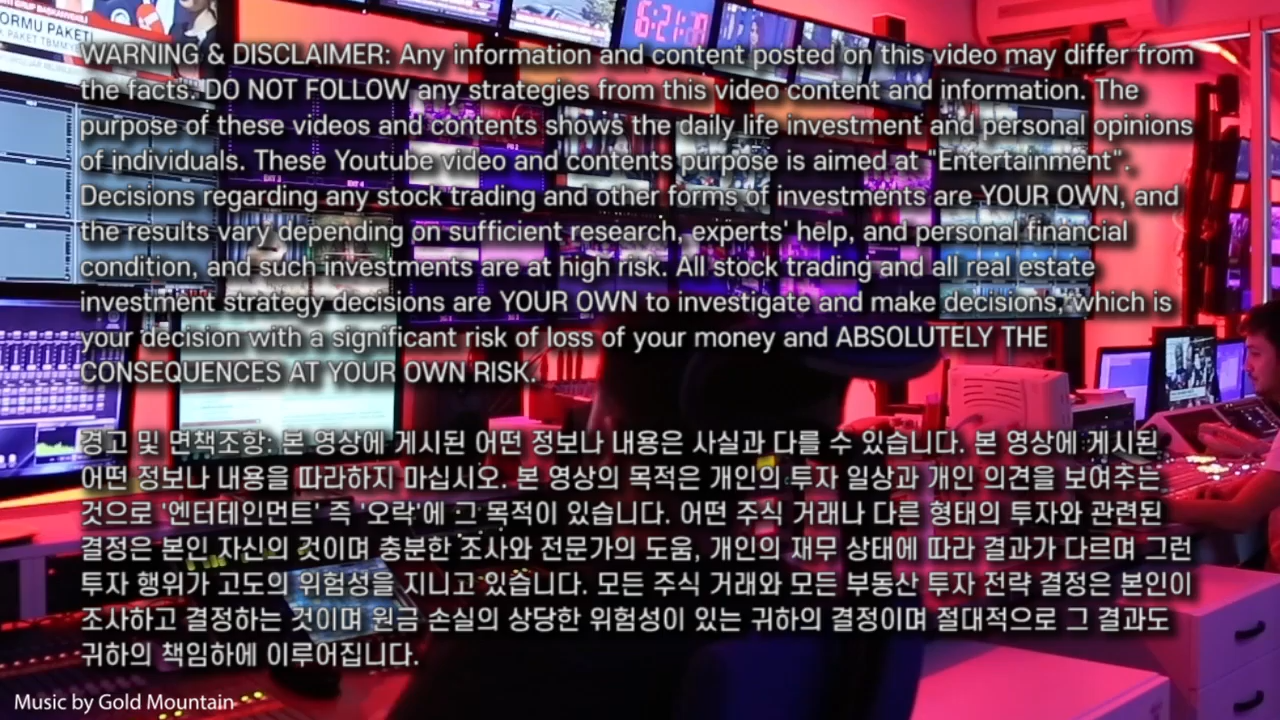 ORMU PAKETİ
6:21:
WARNING & DISCLAIMER: Any information and content posted on this video may differ from
the facts. DO NOT FOLLOW any strategies from this video content and information. The
purpose of these videos and contents shows the daily life investment and personal opinions
of individuals. These Youtube video and contents purpose is aimed at "Entertainment".
Decisions regarding any stock trading and other forms of investments are YOUR OWN, and
the results vary depending on sufficient research, experts' help, and personal financial
condition, and such investments are at high risk. All stock trading and all real estate
investment strategy decisions are YOUR OWN to investigate and make decisions, which is
your decision with a significant risk of loss of your money and ABSOLUTELY THE
CONSEQUENCES AT YOUR OWN RISK.
경고 및 면책조항: 본 영상에 게시된 어떤 정보나 내용은 사실과 다를 수 있습니다. 본 영상에 게시된
어떤 정보나 내용을 따라하지 마십시오. 본 영상의 목적은 개인의 투자 일상과 개인 의견을 보여주는
것으로 '엔터테인먼트' 즉 '오락'에 그 목적이 있습니다. 어떤 주식 거래나 다른 형태의 투자와 관련된
결정은 본인 자신의 것이며 충분한 조사와 전문가의 도움, 개인의 재무 상태에 따라 결과가 다르며 그런
투자 행위가 고도의 위험성을 지니고 있습니다. 모든 주식 거래와 모든 부동산 투자 전략 결정은 본인이
조사하고 결정하는 것이며 원금 손실의 상당한 위험성이 있는 귀하의 결정이며 절대적으로 그 결과도
귀하의 책임하에 이루어집니다.
Music by Gold Mountain